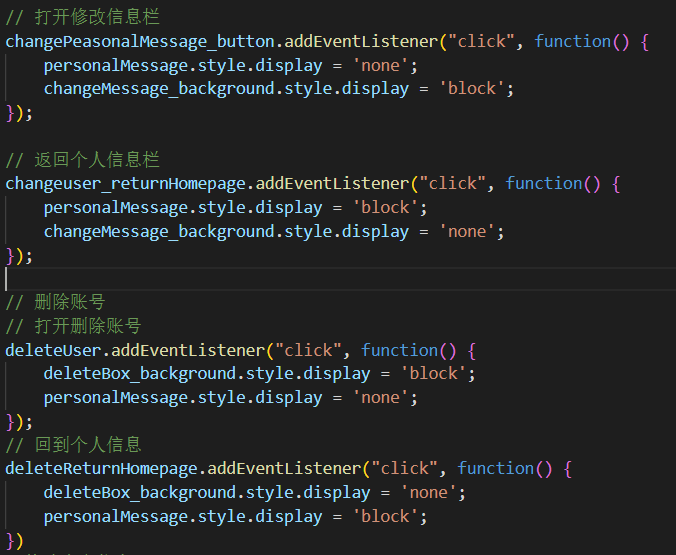 // 打开修改信息栏
changePeasonalMessage_button.addEventListener("click", function() {
    personalMessage.style.display = 'none';
    changeMessage_background.style.display = 'block';
});

// 返回个人信息栏
changeuser_returnHomepage.addEventListener("click", function() {
    personalMessage.style.display = 'block';
    changeMessage_background.style.display = 'none';
});

// 删除账号
// 打开删除账号
deleteUser.addEventListener("click", function() {
    deleteBox_background.style.display = 'block';
    personalMessage.style.display = 'none';
});
// 回到个人信息
deleteReturnHomepage.addEventListener("click", function() {
    deleteBox_background.style.display = 'none';
    personalMessage.style.display = 'block';
})